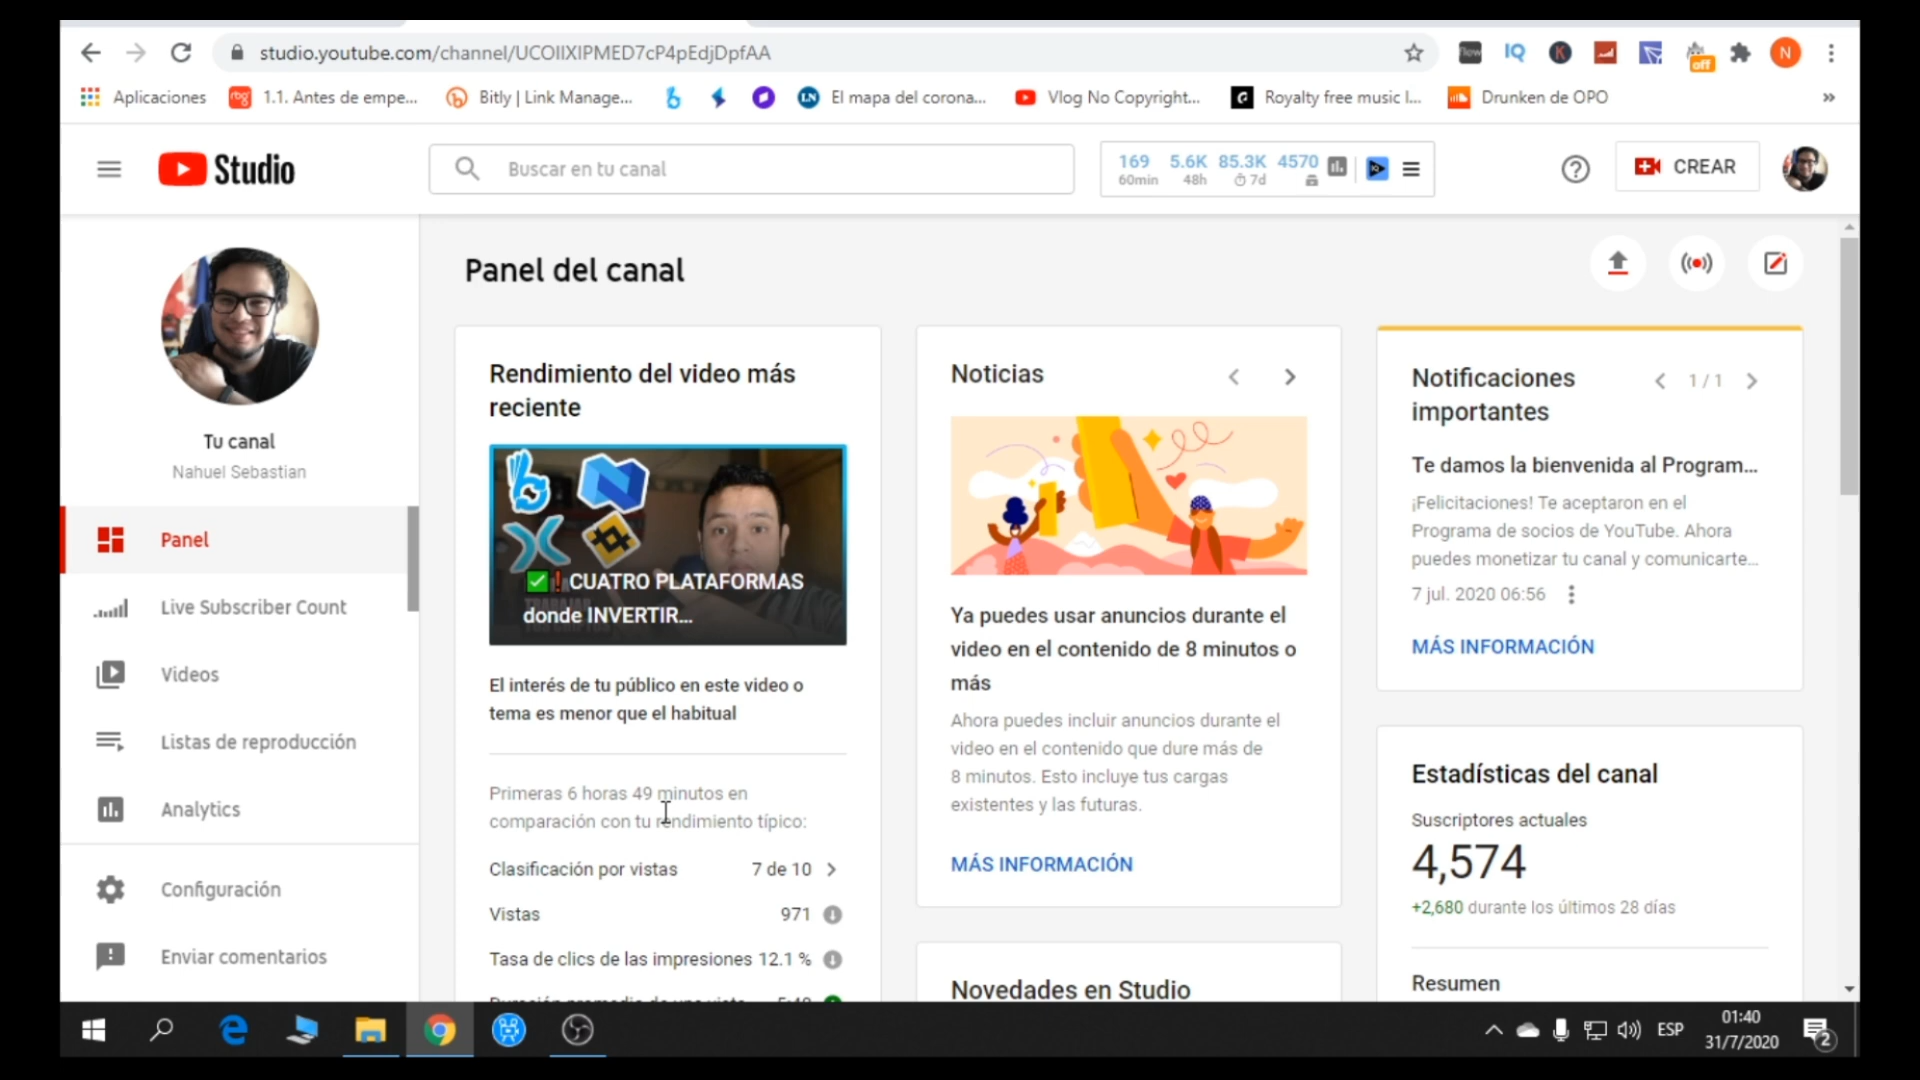 studio.youtube.com/channel/UCOIIXIPMED7cP4pEdjDpfAA
new IQ K off N
Aplicaciones rbg 1.1. Antes de empe... Bitly | Link Manage... LN El mapa del corona... Vlog No Copyright... Royalty free music l... Drunken de OPO »
Studio
Buscar en tu canal
169 5.6K 85.3K 4570
60min 48h 7d
CREAR
Tu canal
Nahuel Sebastian
Panel
Live Subscriber Count
Videos
Listas de reproducción
Analytics
Configuración
Enviar comentarios
Panel del canal
Rendimiento del video más
reciente
CUATRO PLATAFORMAS
donde INVERTIR...
El interés de tu público en este video o
tema es menor que el habitual
Primeras 6 horas 49 minutos en
comparación con tu rendimiento típico:
Clasificación por vistas 7 de 10
Vistas 971
Tasa de clics de las impresiones 12.1 %
Noticias
Ya puedes usar anuncios durante el
video en el contenido de 8 minutos o
más
Ahora puedes incluir anuncios durante el
video en el contenido que dure más de
8 minutos. Esto incluye tus cargas
existentes y las futuras.
MÁS INFORMACIÓN
Novedades en Studio
Notificaciones
importantes
1 / 1
Te damos la bienvenida al Program...
¡Felicitaciones! Te aceptaron en el
Programa de socios de YouTube. Ahora
puedes monetizar tu canal y comunicarte...
7 jul. 2020 06:56
MÁS INFORMACIÓN
Estadísticas del canal
Suscriptores actuales
4,574
+2,680 durante los últimos 28 días
Resumen
ESP
01:40
31/7/2020
2